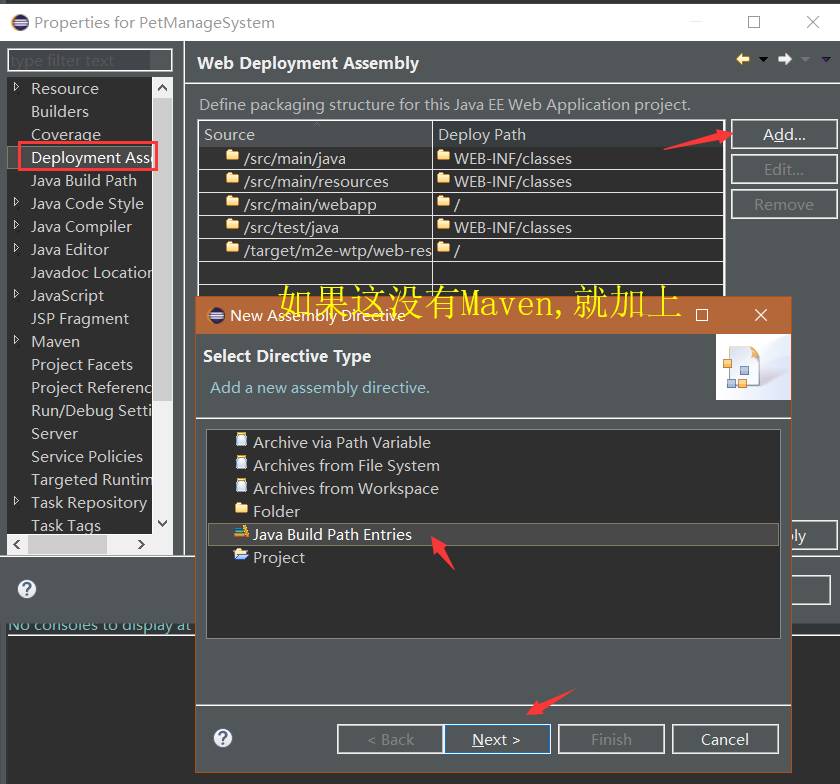 Properties for PetManageSystem
type filter text
Resource
Builders
Coverage
Deployment Ass
Java Build Path
Java Code Style
Java Compiler
Java Editor
Javadoc Location
JavaScript
JSP Fragment
Maven
Project Facets
Project Referenc
Run/Debug Setti
Server
Service Policies
Targeted Runtim
Task Repository
Task Tags
Web Deployment Assembly
Define packaging structure for this Java EE Web Application project.
Source Deploy Path
/src/main/java WEB-INF/classes
/src/main/resources WEB-INF/classes
/src/main/webapp /
/src/test/java WEB-INF/classes
/target/m2e-wtp/web-res /
Add...
Edit...
Remove
如果这没有Maven,就加上
New Assembly Directive
Select Directive Type
Add a new assembly directive.
Archive via Path Variable
Archives from File System
Archives from Workspace
Folder
Java Build Path Entries
Project
ply
No consoles to display at
< Back
Next >
Finish
Cancel